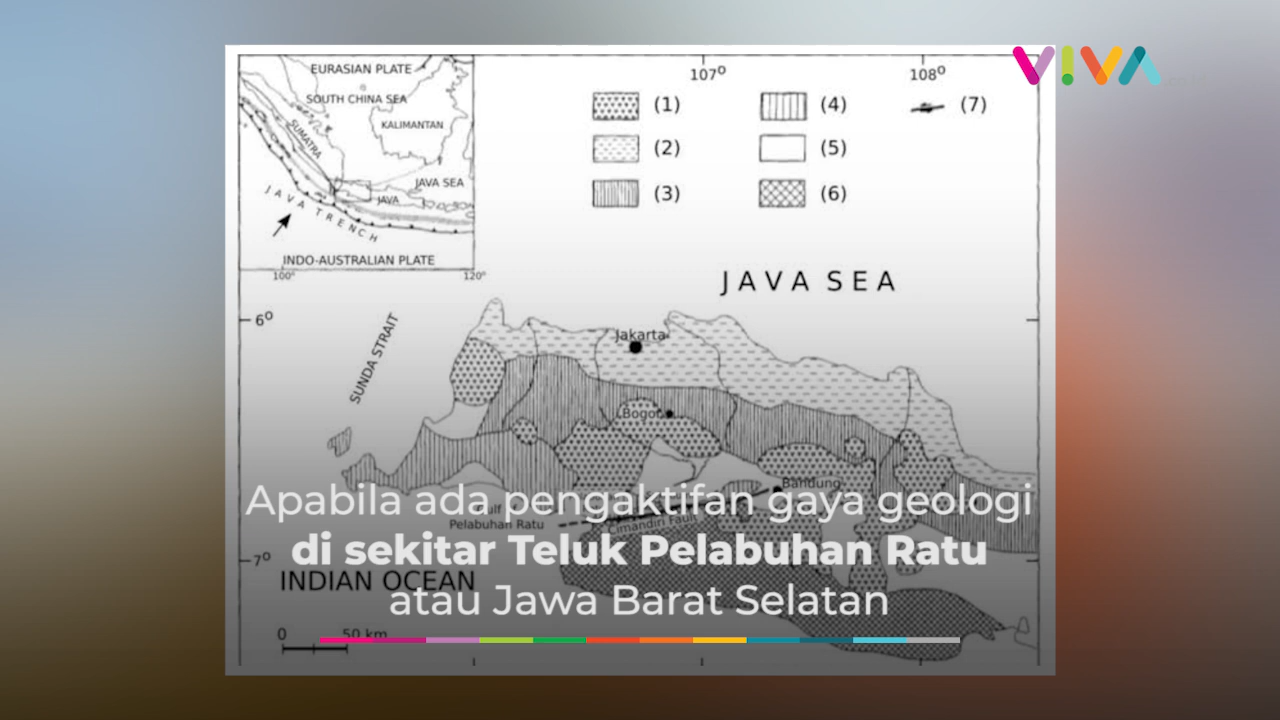 VIVA
EURASIAN PLATE
SOUTH CHINA SEA
KALIMANTAN
SUMATRA
JAVA SEA
JAVA
JAVA TRENCH
INDO-AUSTRALIAN PLATE
100°
120°
107°
108°
(1)
(4)
(7)
(2)
(5)
(3)
(6)
JAVA SEA
6°
SUNDA STRAIT
Jakarta
Bogor
Bandung
Apabila ada pengaktifan gaya geologi
Pelabuhan Ratu
Cimandiri Fault
di sekitar Teluk Pelabuhan Ratu
7°
INDIAN OCEAN
atau Jawa Barat Selatan
0
50 km